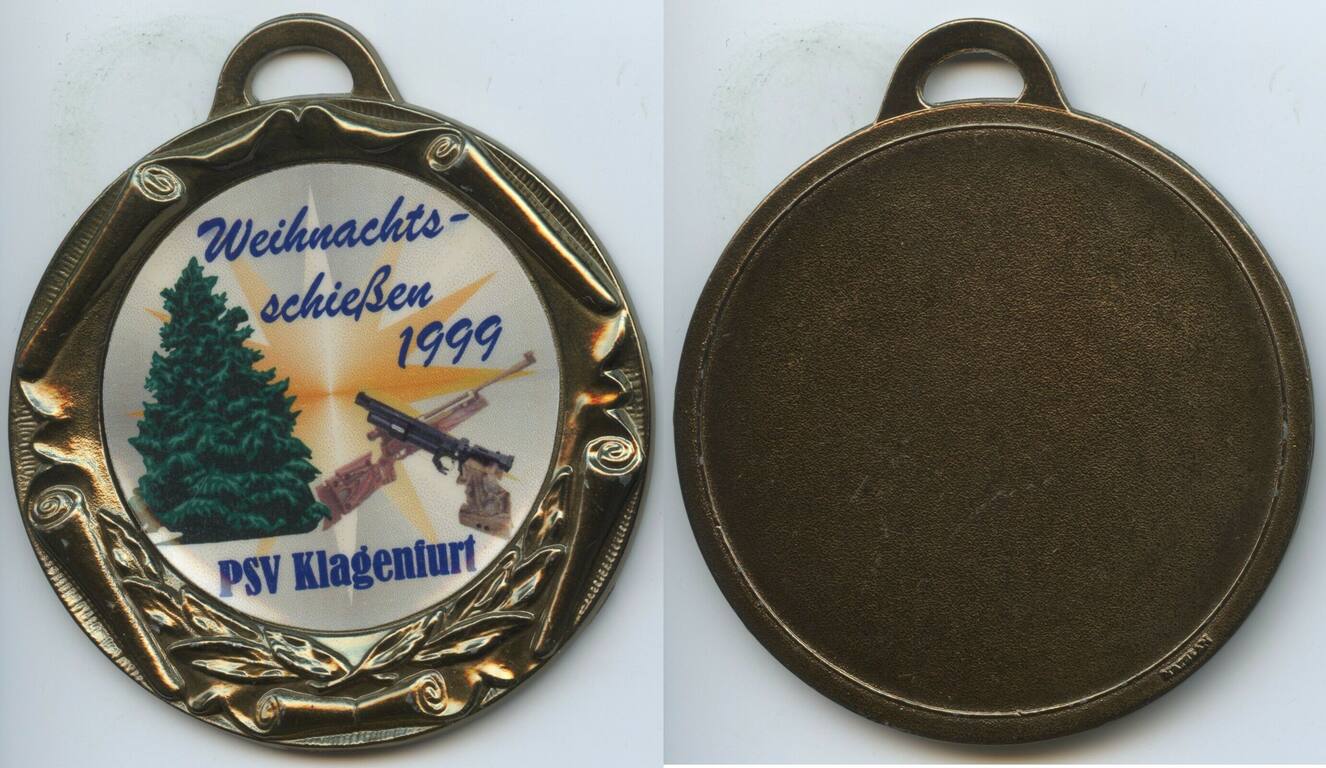 Weihnachts-
schießen
1999
PSV Klagenfurt